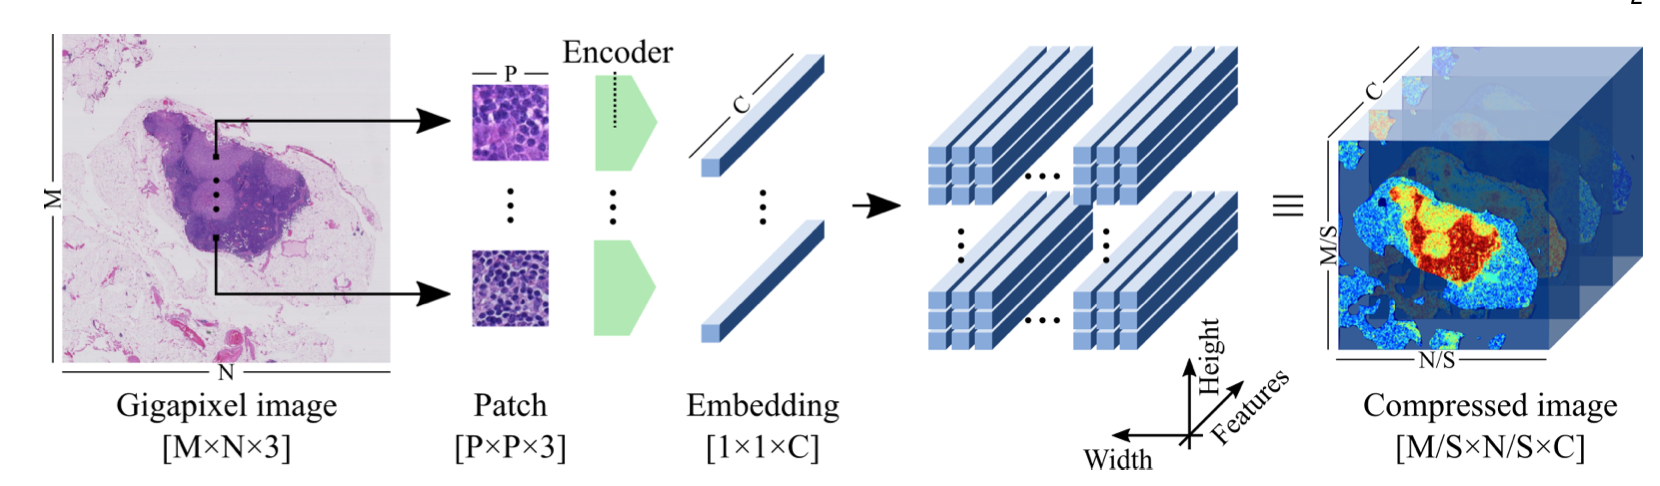 2
Encoder
P
C
C
M
M/S
N
N/S
Height
Features
Width
Gigapixel image
[M×N×3]
Patch
[P×P×3]
Embedding
[1×1×C]
Compressed image
[M/S×N/S×C]